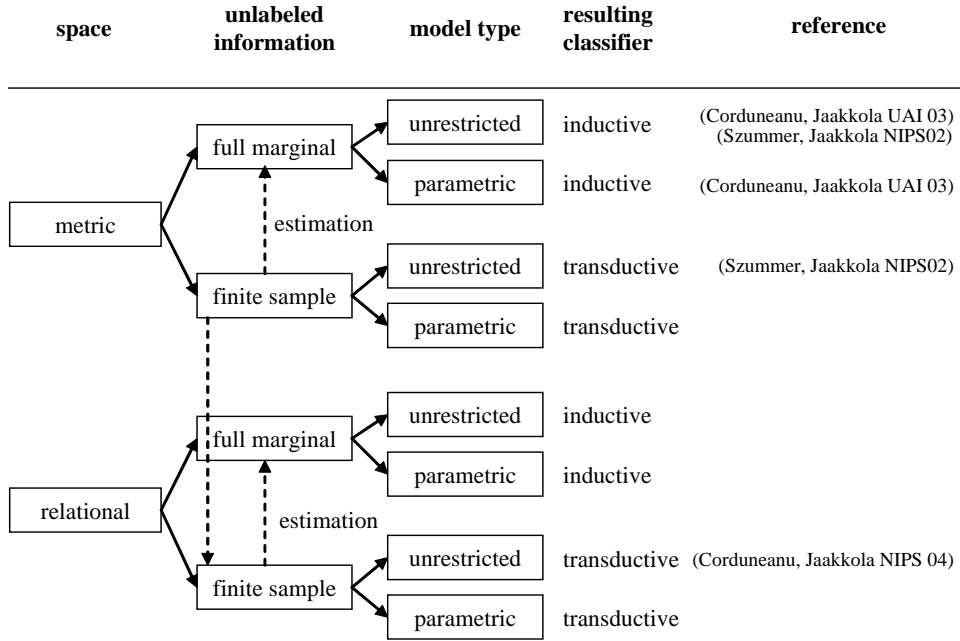 space
unlabeled
information
model type
resulting
classifier
reference
unrestricted
inductive
(Corduneanu, Jaakkola UAI 03)
(Szummer, Jaakkola NIPS02)
full marginal
parametric
inductive
(Corduneanu, Jaakkola UAI 03)
metric
estimation
unrestricted
transductive
(Szummer, Jaakkola NIPS02)
finite sample
parametric
transductive
unrestricted
inductive
full marginal
parametric
inductive
relational
estimation
unrestricted
transductive
(Corduneanu, Jaakkola NIPS 04)
finite sample
parametric
transductive